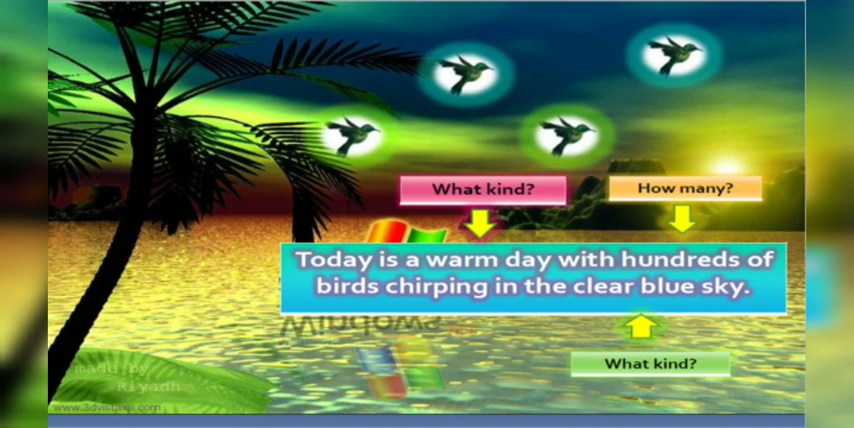 What kind?
How many?
Today is a warm day with hundreds of
birds chirping in the clear blue sky.
Windows
What kind?
madd by
Riyadh
www.3dvistaxp.com